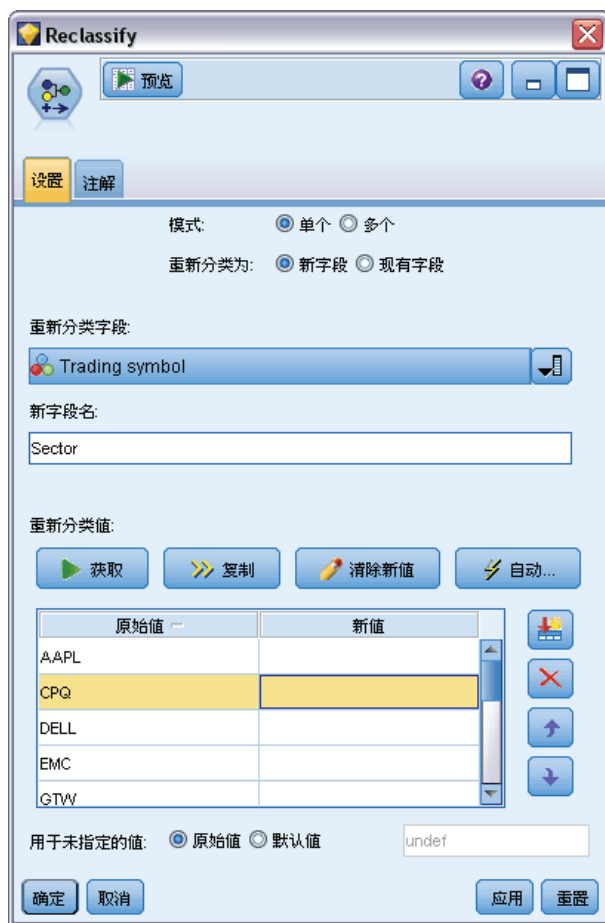 Reclassify
预览
设置 注解
模式: 单个 多个
重新分类为: 新字段 现有字段
重新分类字段:
Trading symbol
新字段名:
Sector
重新分类值:
获取 复制 清除新值 自动...
原始值 新值
AAPL
CPQ
DELL
EMC
GTW
用于未指定的值: 原始值 默认值 undef
确定 取消 应用 重置